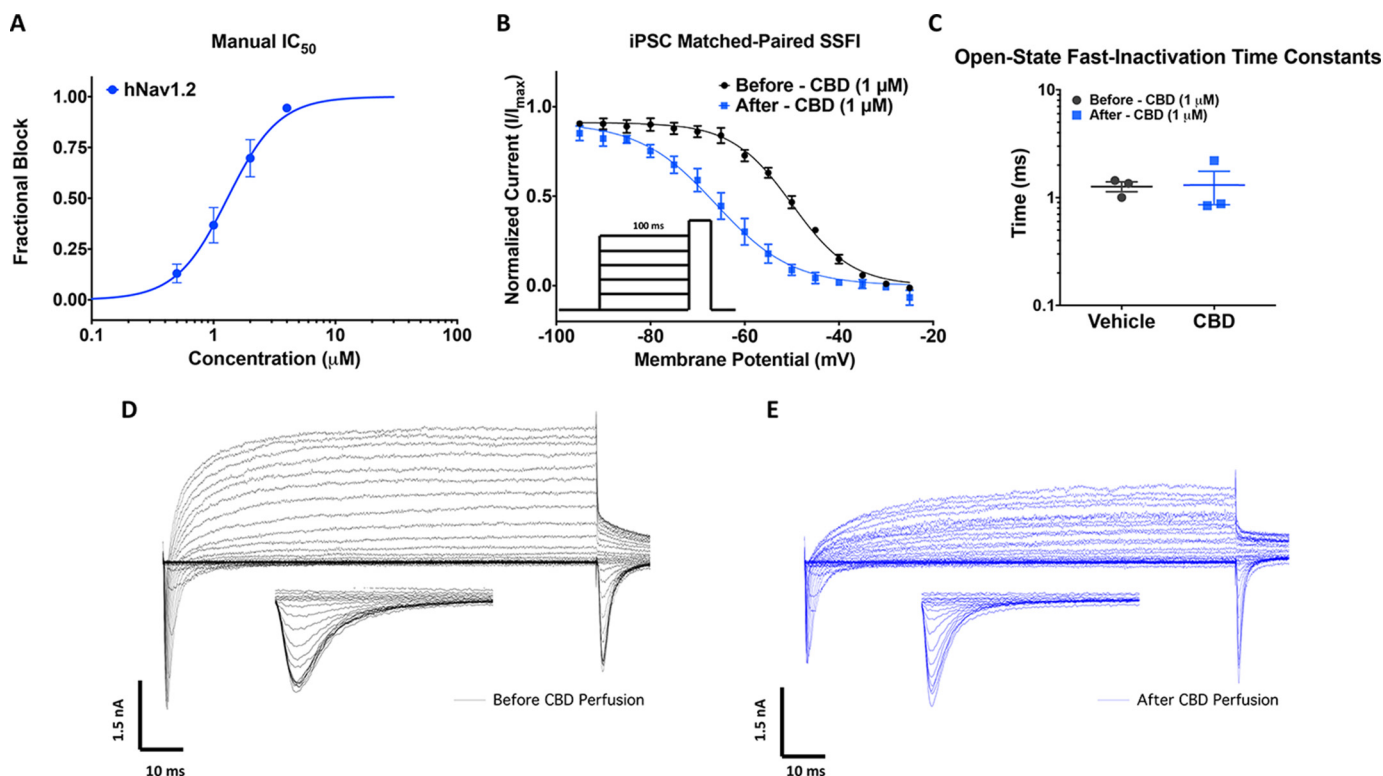 A
Manual IC50
hNav1.2
Fractional Block
1.00
0.75
0.50
0.25
0.00
0.1
1
10
100
Concentration (μM)
B
iPSC Matched-Paired SSFI
Before - CBD (1 μM)
After - CBD (1 μM)
Normalized Current (I/Imax)
1.0
0.5
0.0
100 ms
-100
-80
-60
-40
-20
Membrane Potential (mV)
C
Open-State Fast-Inactivation Time Constants
Before - CBD (1 μM)
After - CBD (1 μM)
Time (ms)
10
1
0.1
Vehicle
CBD
D
Before CBD Perfusion
1.5 nA
10 ms
E
After CBD Perfusion
1.5 nA
10 ms